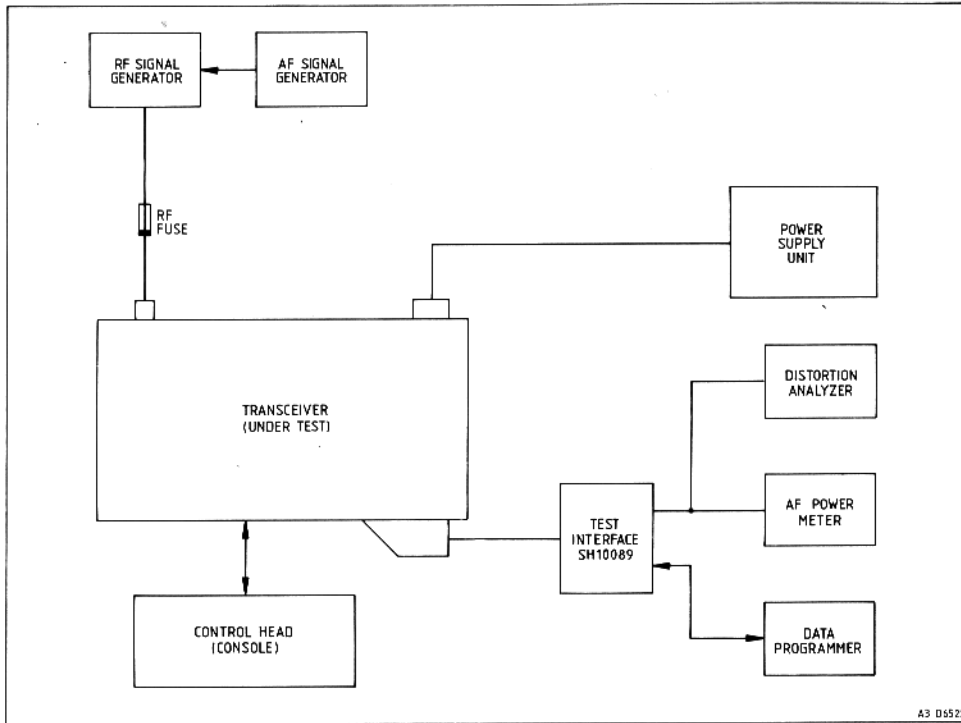 RF SIGNAL
GENERATOR
AF SIGNAL
GENERATOR
RF
FUSE
POWER
SUPPLY
UNIT
TRANSCEIVER
(UNDER TEST)
DISTORTION
ANALYZER
AF POWER
METER
TEST
INTERFACE
SH10089
CONTROL HEAD
(CONSOLE)
DATA
PROGRAMMER